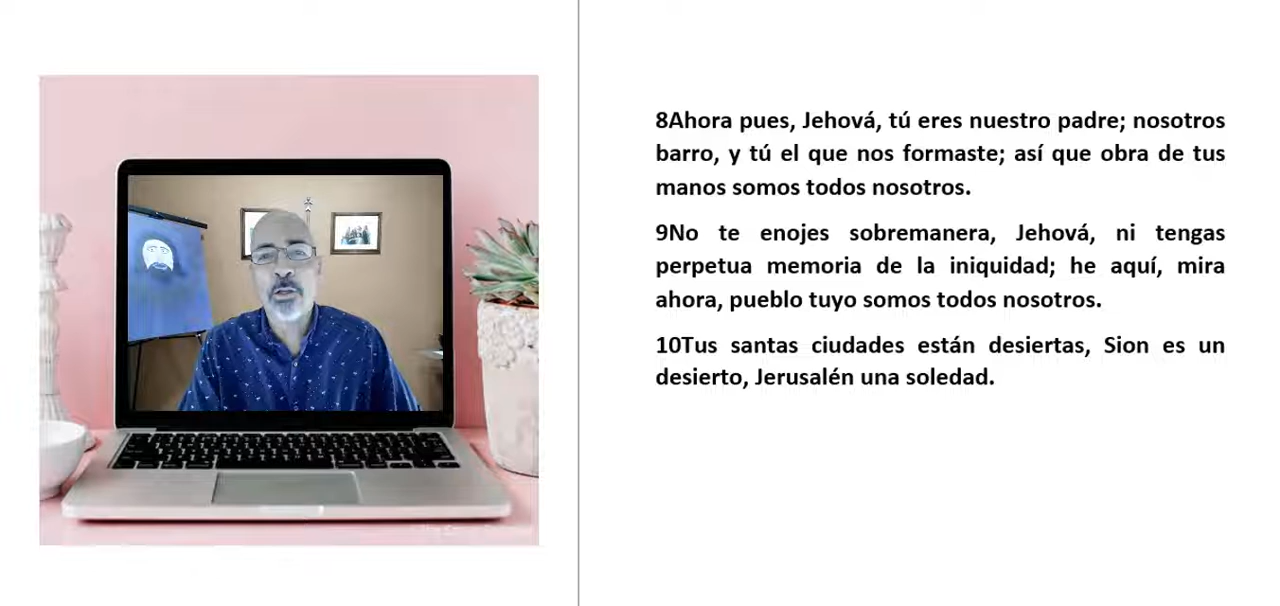 8Ahora pues, Jehová, tú eres nuestro padre; nosotros
barro, y tú el que nos formaste; así que obra de tus
manos somos todos nosotros.
9No te enojes sobremanera, Jehová, ni tengas
perpetua memoria de la iniquidad; he aquí, mira
ahora, pueblo tuyo somos todos nosotros.
10Tus santas ciudades están desiertas, Sion es un
desierto, Jerusalén una soledad.